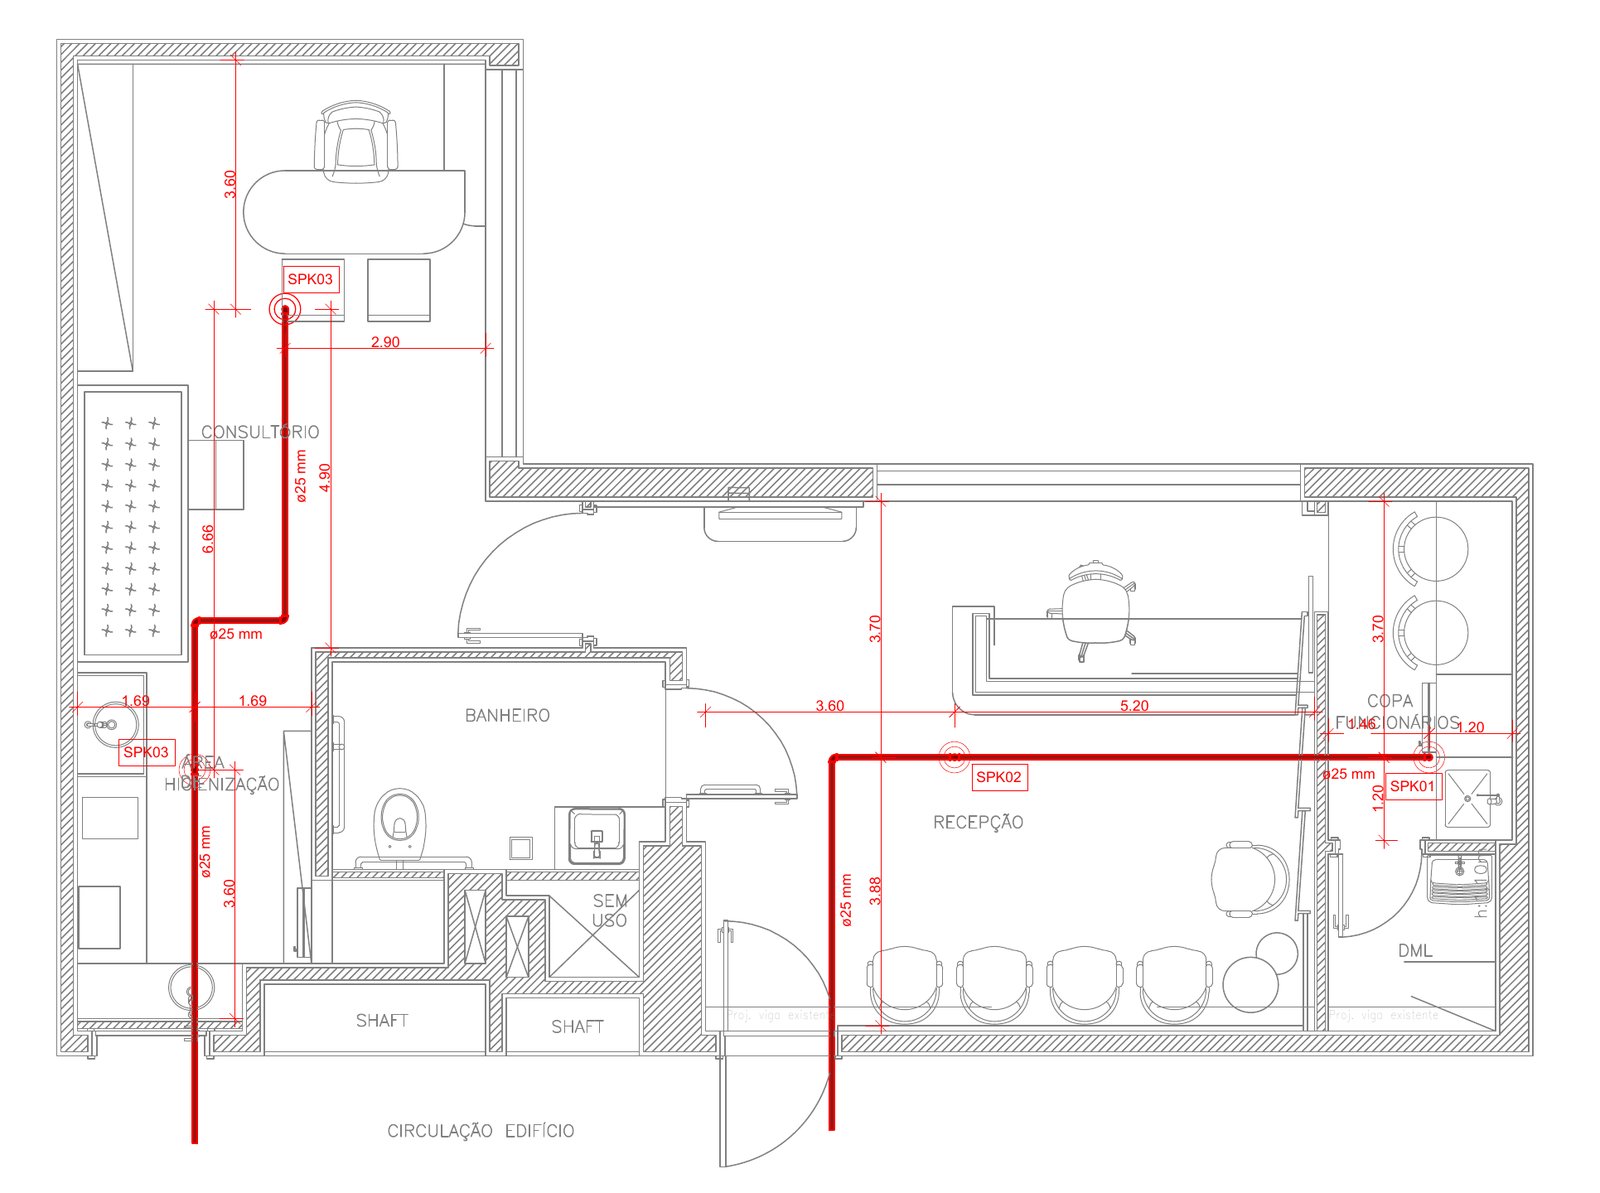 3.60
SPK03
2.90
CONSULTÓRIO
ø25 mm
4.90
6.66
ø25 mm
3.70
3.70
1.69
1.69
BANHEIRO
3.60
5.20
COPA
FUNCIONÁRIOS
1.46
1.20
SPK03
ÁREA
HIGIENIZAÇÃO
SPK02
ø25 mm
SPK01
1.20
RECEPÇÃO
ø25 mm
3.60
SEM
USO
ø25 mm
3.88
DML
SHAFT
SHAFT
Proj. viga existente
Proj. viga existente
CIRCULAÇÃO EDIFÍCIO